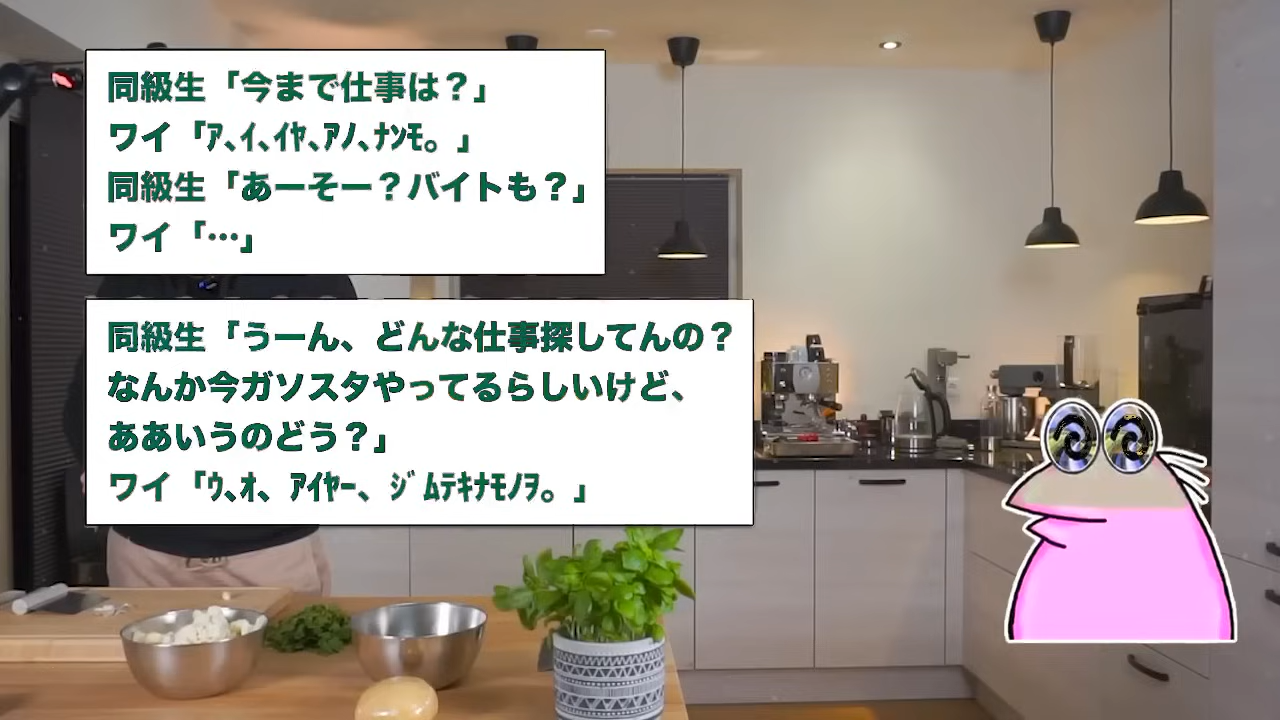 同級生「今まで仕事は？」
ワイ「ｱ､ｲ､ｲﾔ､ｱﾉ､ﾅﾝﾓ。」
同級生「あーそー？バイトも？」
ワイ「…」
同級生「うーん、どんな仕事探してんの？
なんか今ガソスタやってるらしいけど、
ああいうのどう？」
ワイ「ｳ､ｵ、ｱｲﾔｰ、ｼﾞﾑﾃｷﾅﾓﾉｦ。」